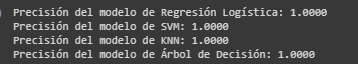 Precisión del modelo de Regresión Logística: 1.0000
Precisión del modelo de SVM: 1.0000
Precisión del modelo de KNN: 1.0000
Precisión del modelo de Árbol de Decisión: 1.0000